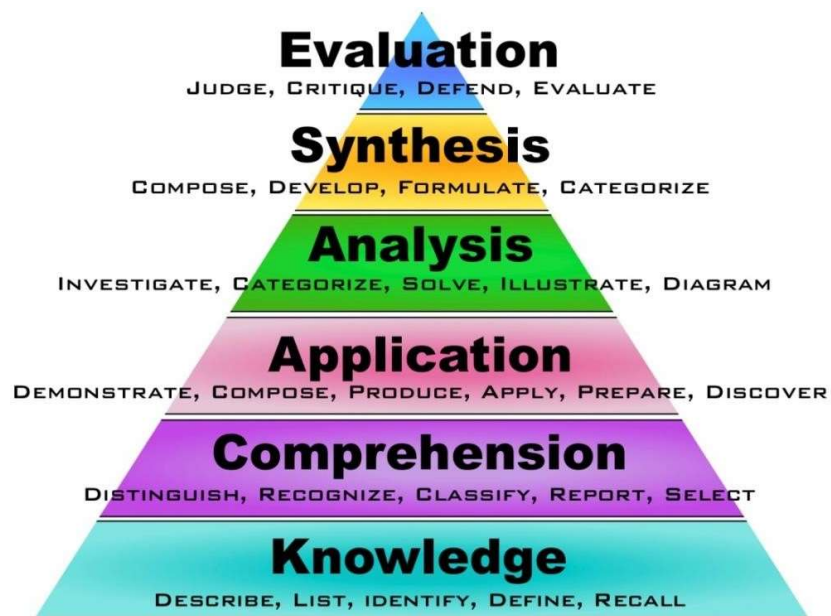 Evaluation
Judge, Critique, Defend, Evaluate
Synthesis
Compose, Develop, Formulate, Categorize
Analysis
Investigate, Categorize, Solve, Illustrate, Diagram
Application
Demonstrate, Compose, Produce, Apply, Prepare, Discover
Comprehension
Distinguish, Recognize, Classify, Report, Select
Knowledge
Describe, List, identify, Define, Recall